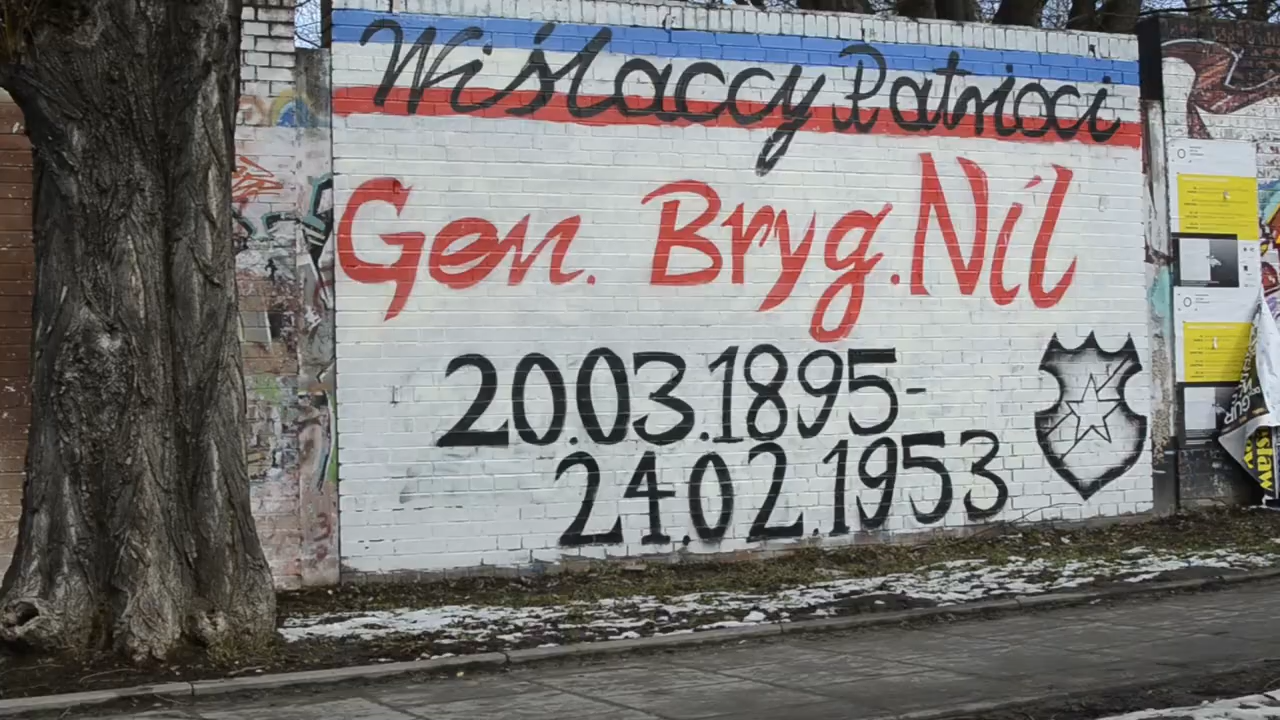 Wiślaccy Patrioci
Gen. Bryg. Nil
20.03.1895-
24.02.1953